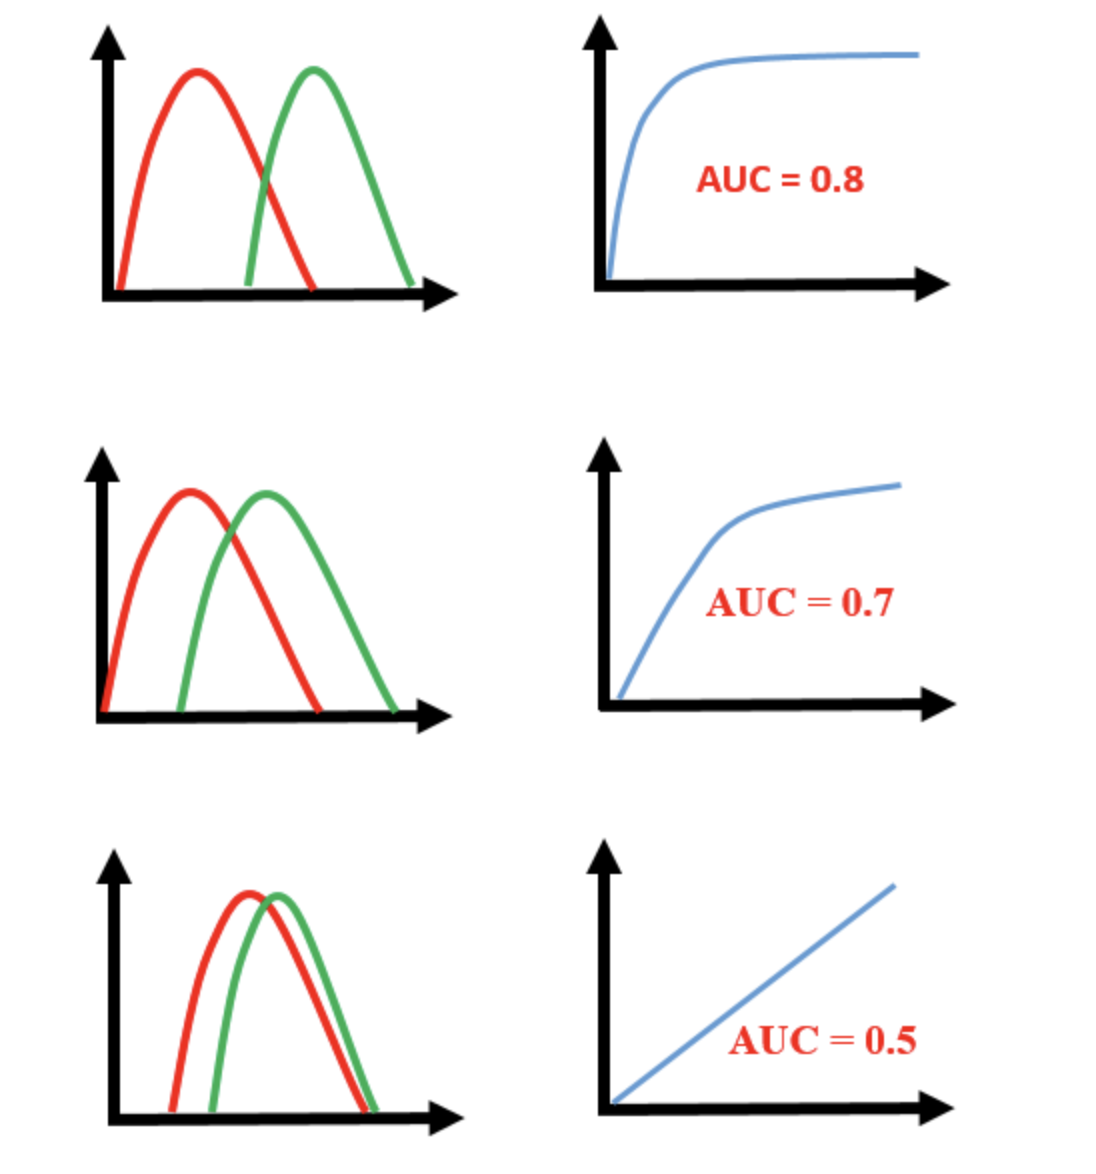 AUC = 0.8
AUC = 0.7
AUC = 0.5